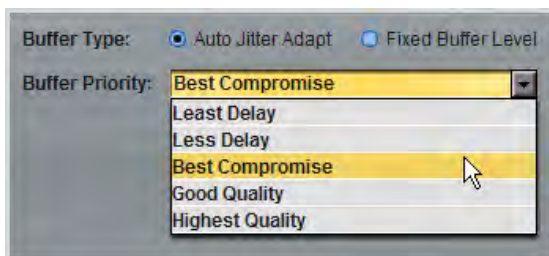 Buffer Type: Auto Jitter Adapt Fixed Buffer Level
Buffer Priority: Best Compromise
Least Delay
Less Delay
Best Compromise
Good Quality
Highest Quality